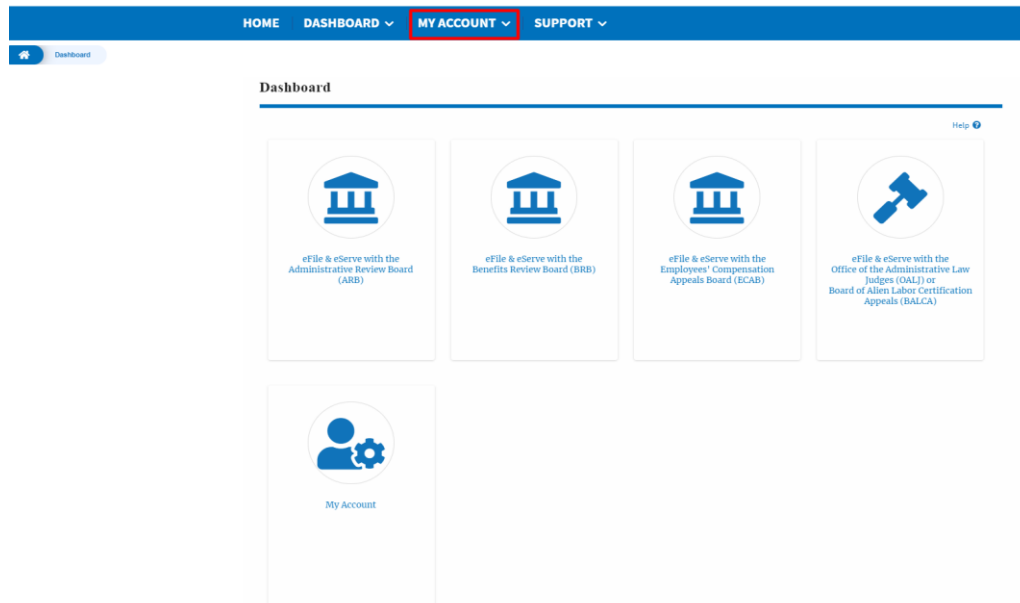 HOME DASHBOARD MY ACCOUNT SUPPORT
Dashboard
Dashboard
Help
eFile & eServe with the
Administrative Review Board
(ARB)
eFile & eServe with the
Benefits Review Board (BRB)
eFile & eServe with the
Employees' Compensation
Appeals Board (ECAB)
eFile & eServe with the
Office of the Administrative Law
Judges (OALJ) or
Board of Alien Labor Certification
Appeals (BALCA)
My Account